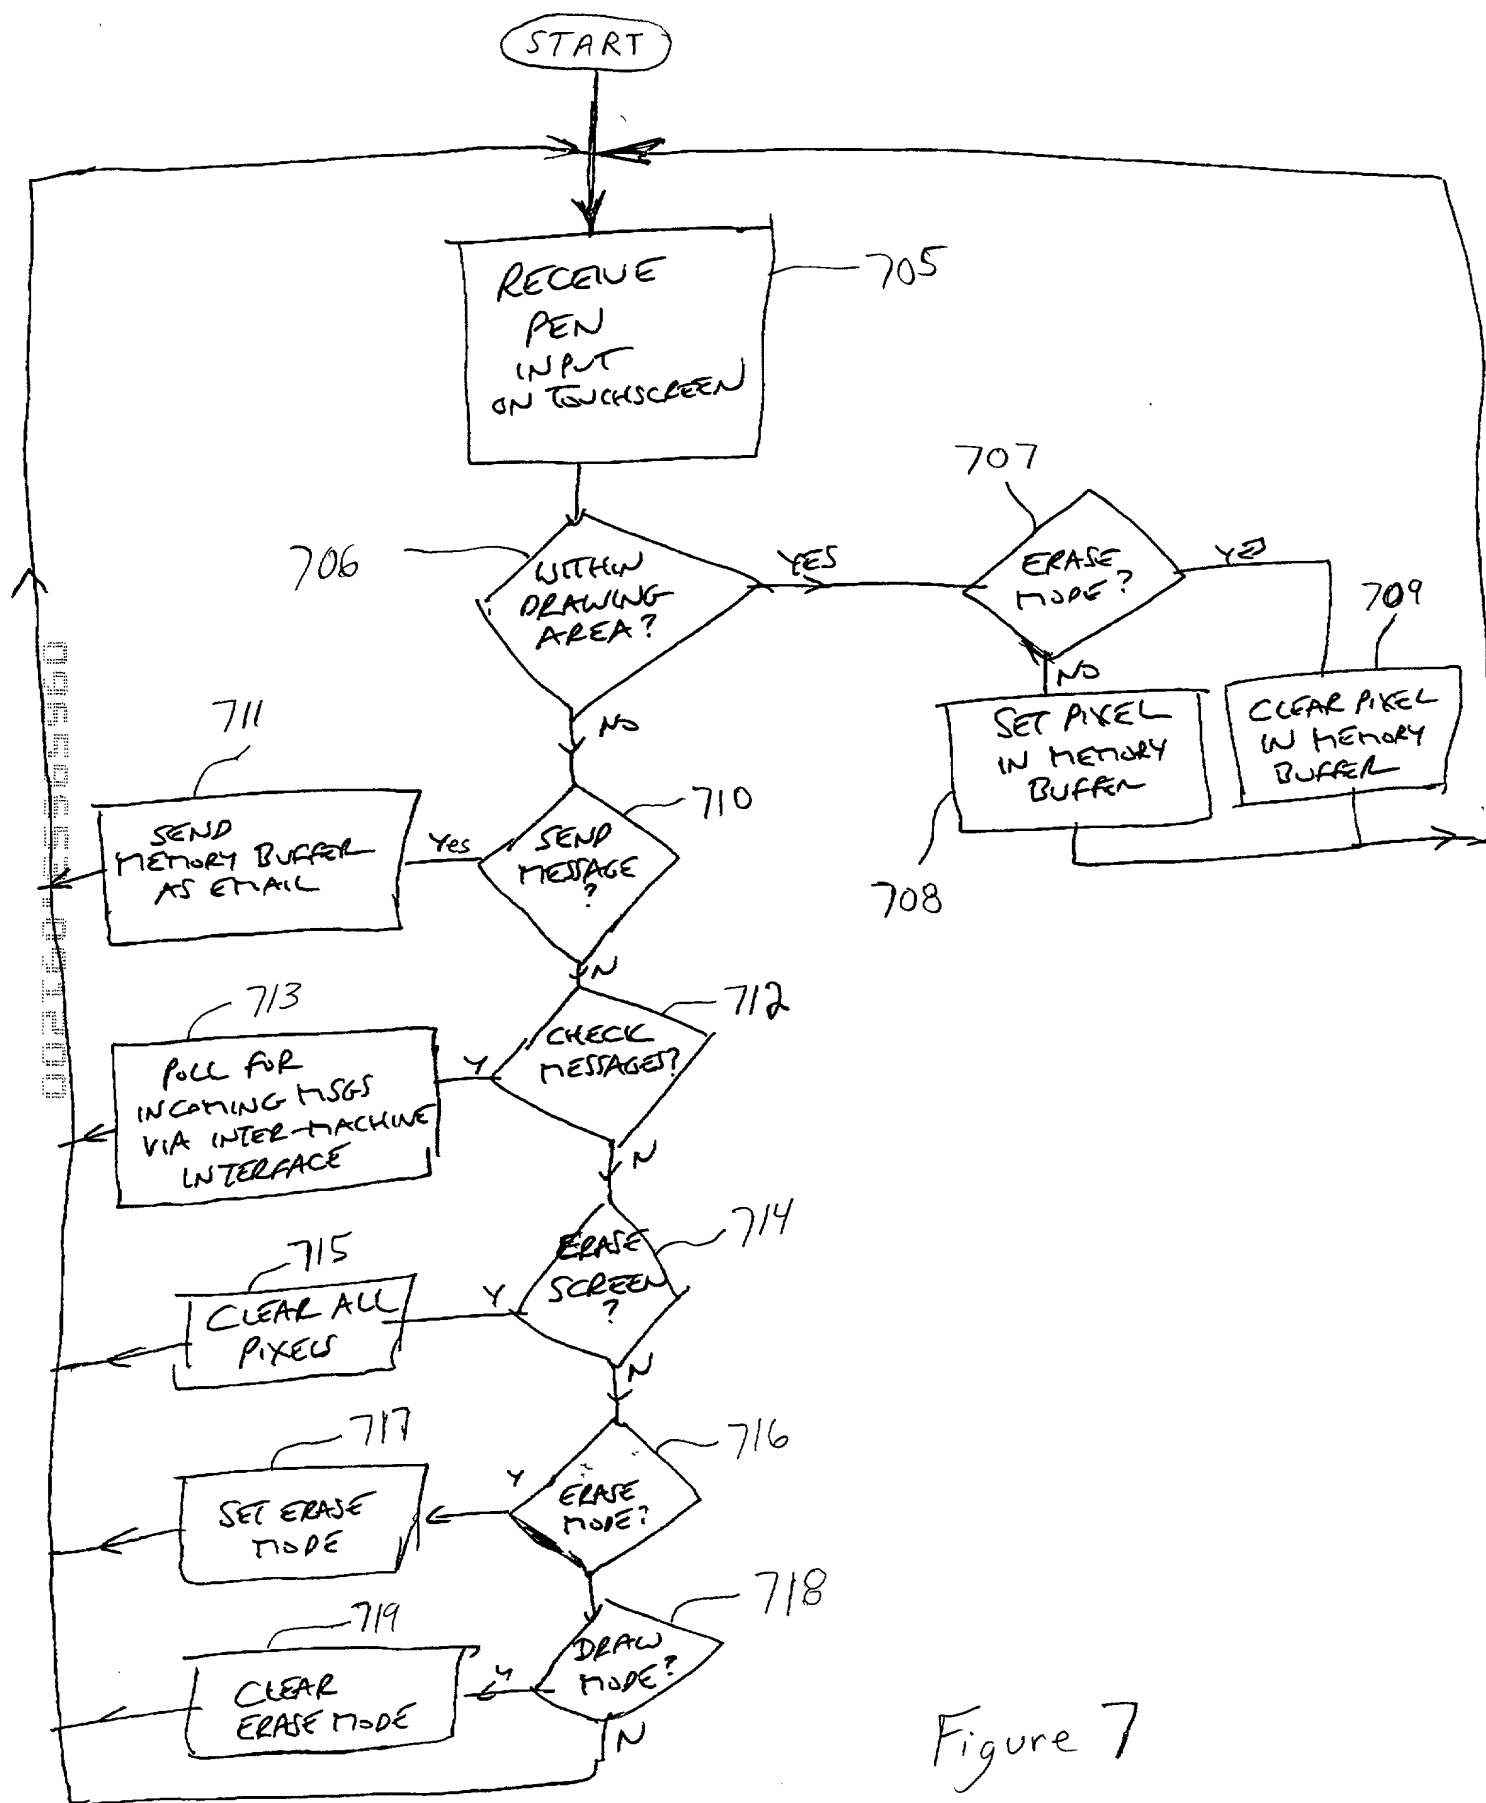 START
RECEIVE
PEN
INPUT
ON TOUCHSCREEN
705
706
WITHIN
DRAWING
AREA?
YES
707
ERASE
MODE?
YES
NO
709
SET PIXEL
IN MEMORY
BUFFER
CLEAR PIXEL
IN MEMORY
BUFFER
708
NO
711
SEND
MEMORY BUFFER
AS EMAIL
Yes
710
SEND
MESSAGE
?
N
713
POLL FOR
INCOMING MSGS
VIA INTER-MACHINE
INTERFACE
Y
712
CHECK
MESSAGES?
N
715
CLEAR ALL
PIXELS
Y
714
ERASE
SCREEN
?
N
717
SET ERASE
MODE
Y
716
ERASE
MODE?
719
CLEAR
ERASE MODE
Y
718
DRAW
MODE?
N
Figure 7